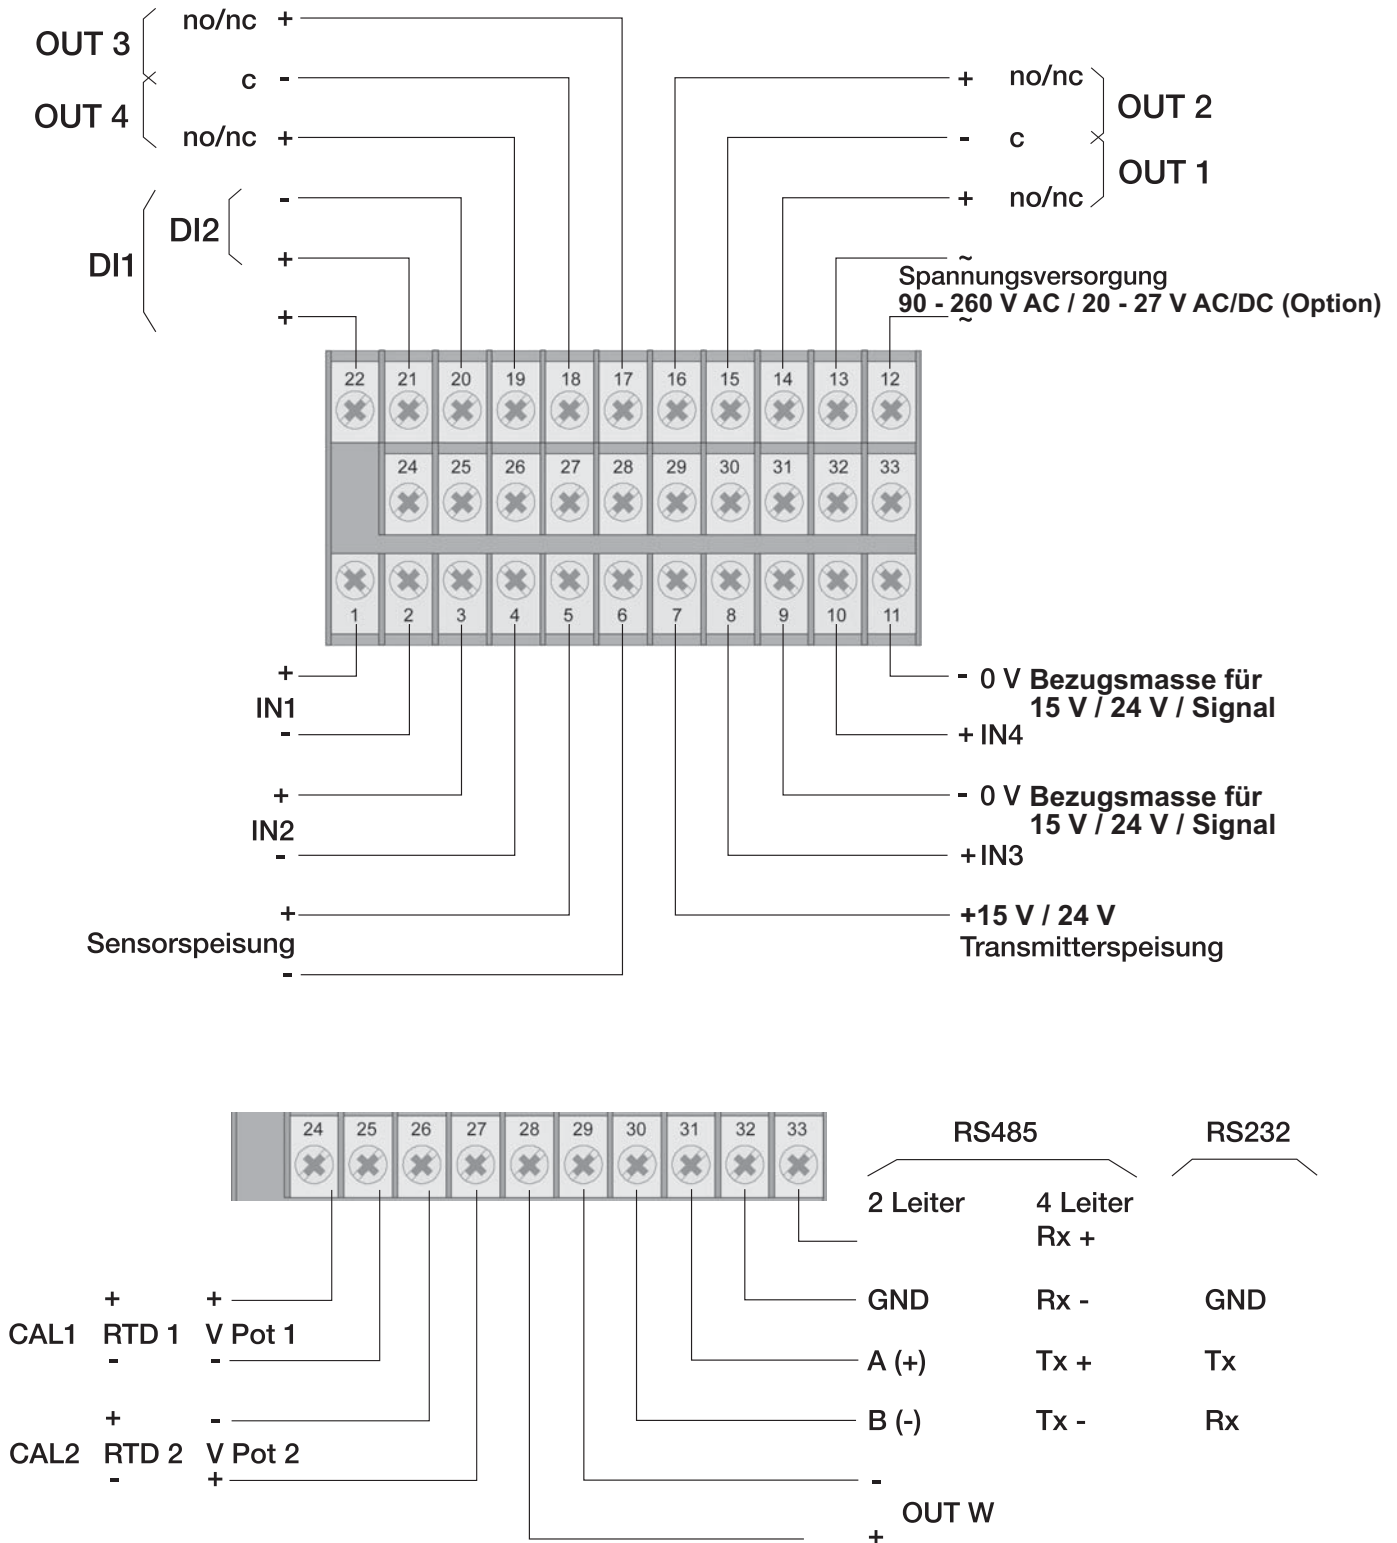 OUT 3 no/nc +
c -
OUT 4 no/nc +
DI1 DI2 -
+
+
+ no/nc OUT 2
- c
+ no/nc OUT 1
~
Spannungsversorgung
90 - 260 V AC / 20 - 27 V AC/DC (Option)
~
22 21 20 19 18 17 16 15 14 13 12
24 25 26 27 28 29 30 31 32 33
1 2 3 4 5 6 7 8 9 10 11
+
IN1
-
+
IN2
-
+
Sensorspeisung
-
- 0 V Bezugsmasse für
15 V / 24 V / Signal
+ IN4
- 0 V Bezugsmasse für
15 V / 24 V / Signal
+ IN3
+15 V / 24 V
Transmitterspeisung
24 25 26 27 28 29 30 31 32 33
RS485 RS232
2 Leiter 4 Leiter
Rx +
GND Rx - GND
A (+) Tx + Tx
B (-) Tx - Rx
-
OUT W
+
+ +
CAL1 RTD 1 V Pot 1
- -
+ -
CAL2 RTD 2 V Pot 2
- +